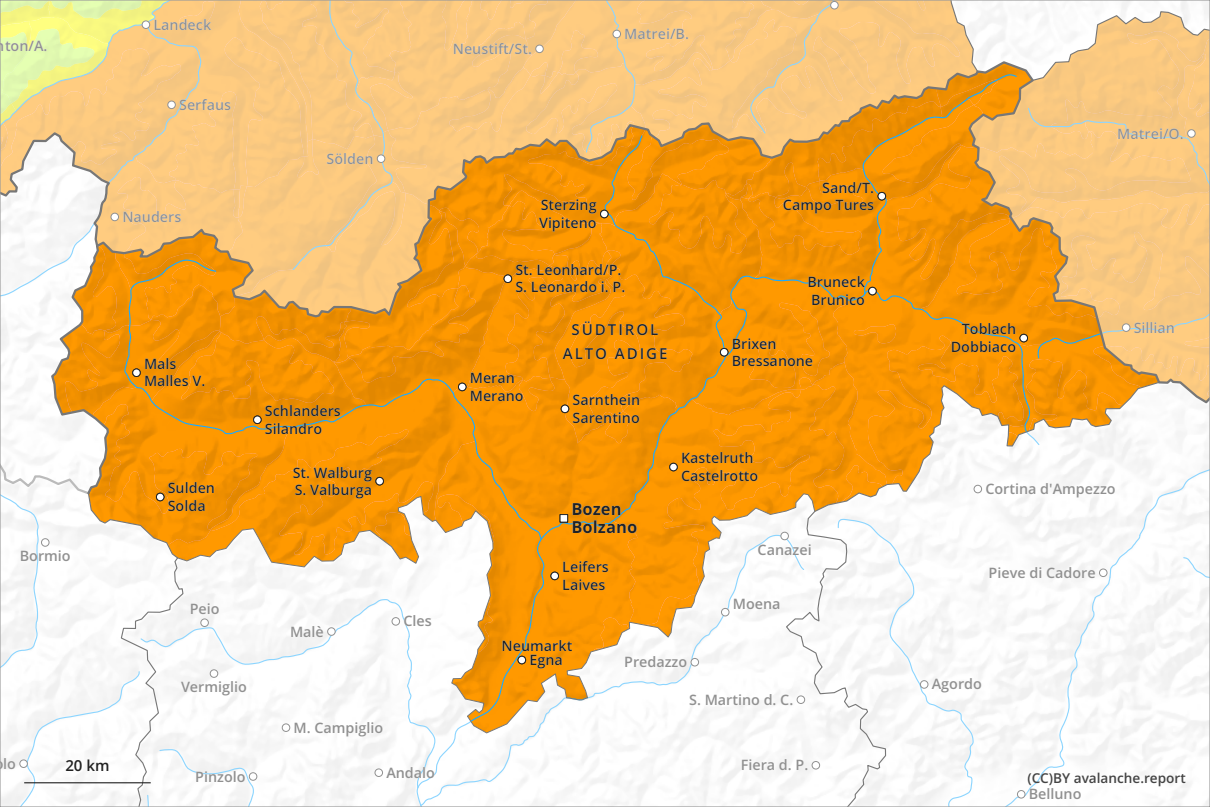 Landeck
nton/A.
Neustift/St.
Matrei/B.
Serfaus
Matrei/O.
Sölden
Nauders
Sand/T.
Campo Tures
Sterzing
Vipiteno
St. Leonhard/P.
S. Leonardo i. P.
Bruneck
Brunico
SÜDTIROL
ALTO ADIGE
Toblach
Dobbiaco
Sillian
Brixen
Bressanone
Mals
Malles V.
Meran
Merano
Schlanders
Silandro
Sarnthein
Sarentino
St. Walburg
S. Valburga
Kastelruth
Castelrotto
Sulden
Solda
Cortina d'Ampezzo
Bozen
Bolzano
Bormio
Canazei
Leifers
Laives
Pieve di Cadore
Peio
Moena
Cles
Malè
Neumarkt
Egna
Predazzo
Vermiglio
Agordo
S. Martino d. C.
M. Campiglio
olo
20 km
Pinzolo
Andalo
Fiera d. P.
(CC)BY avalanche.report
Belluno